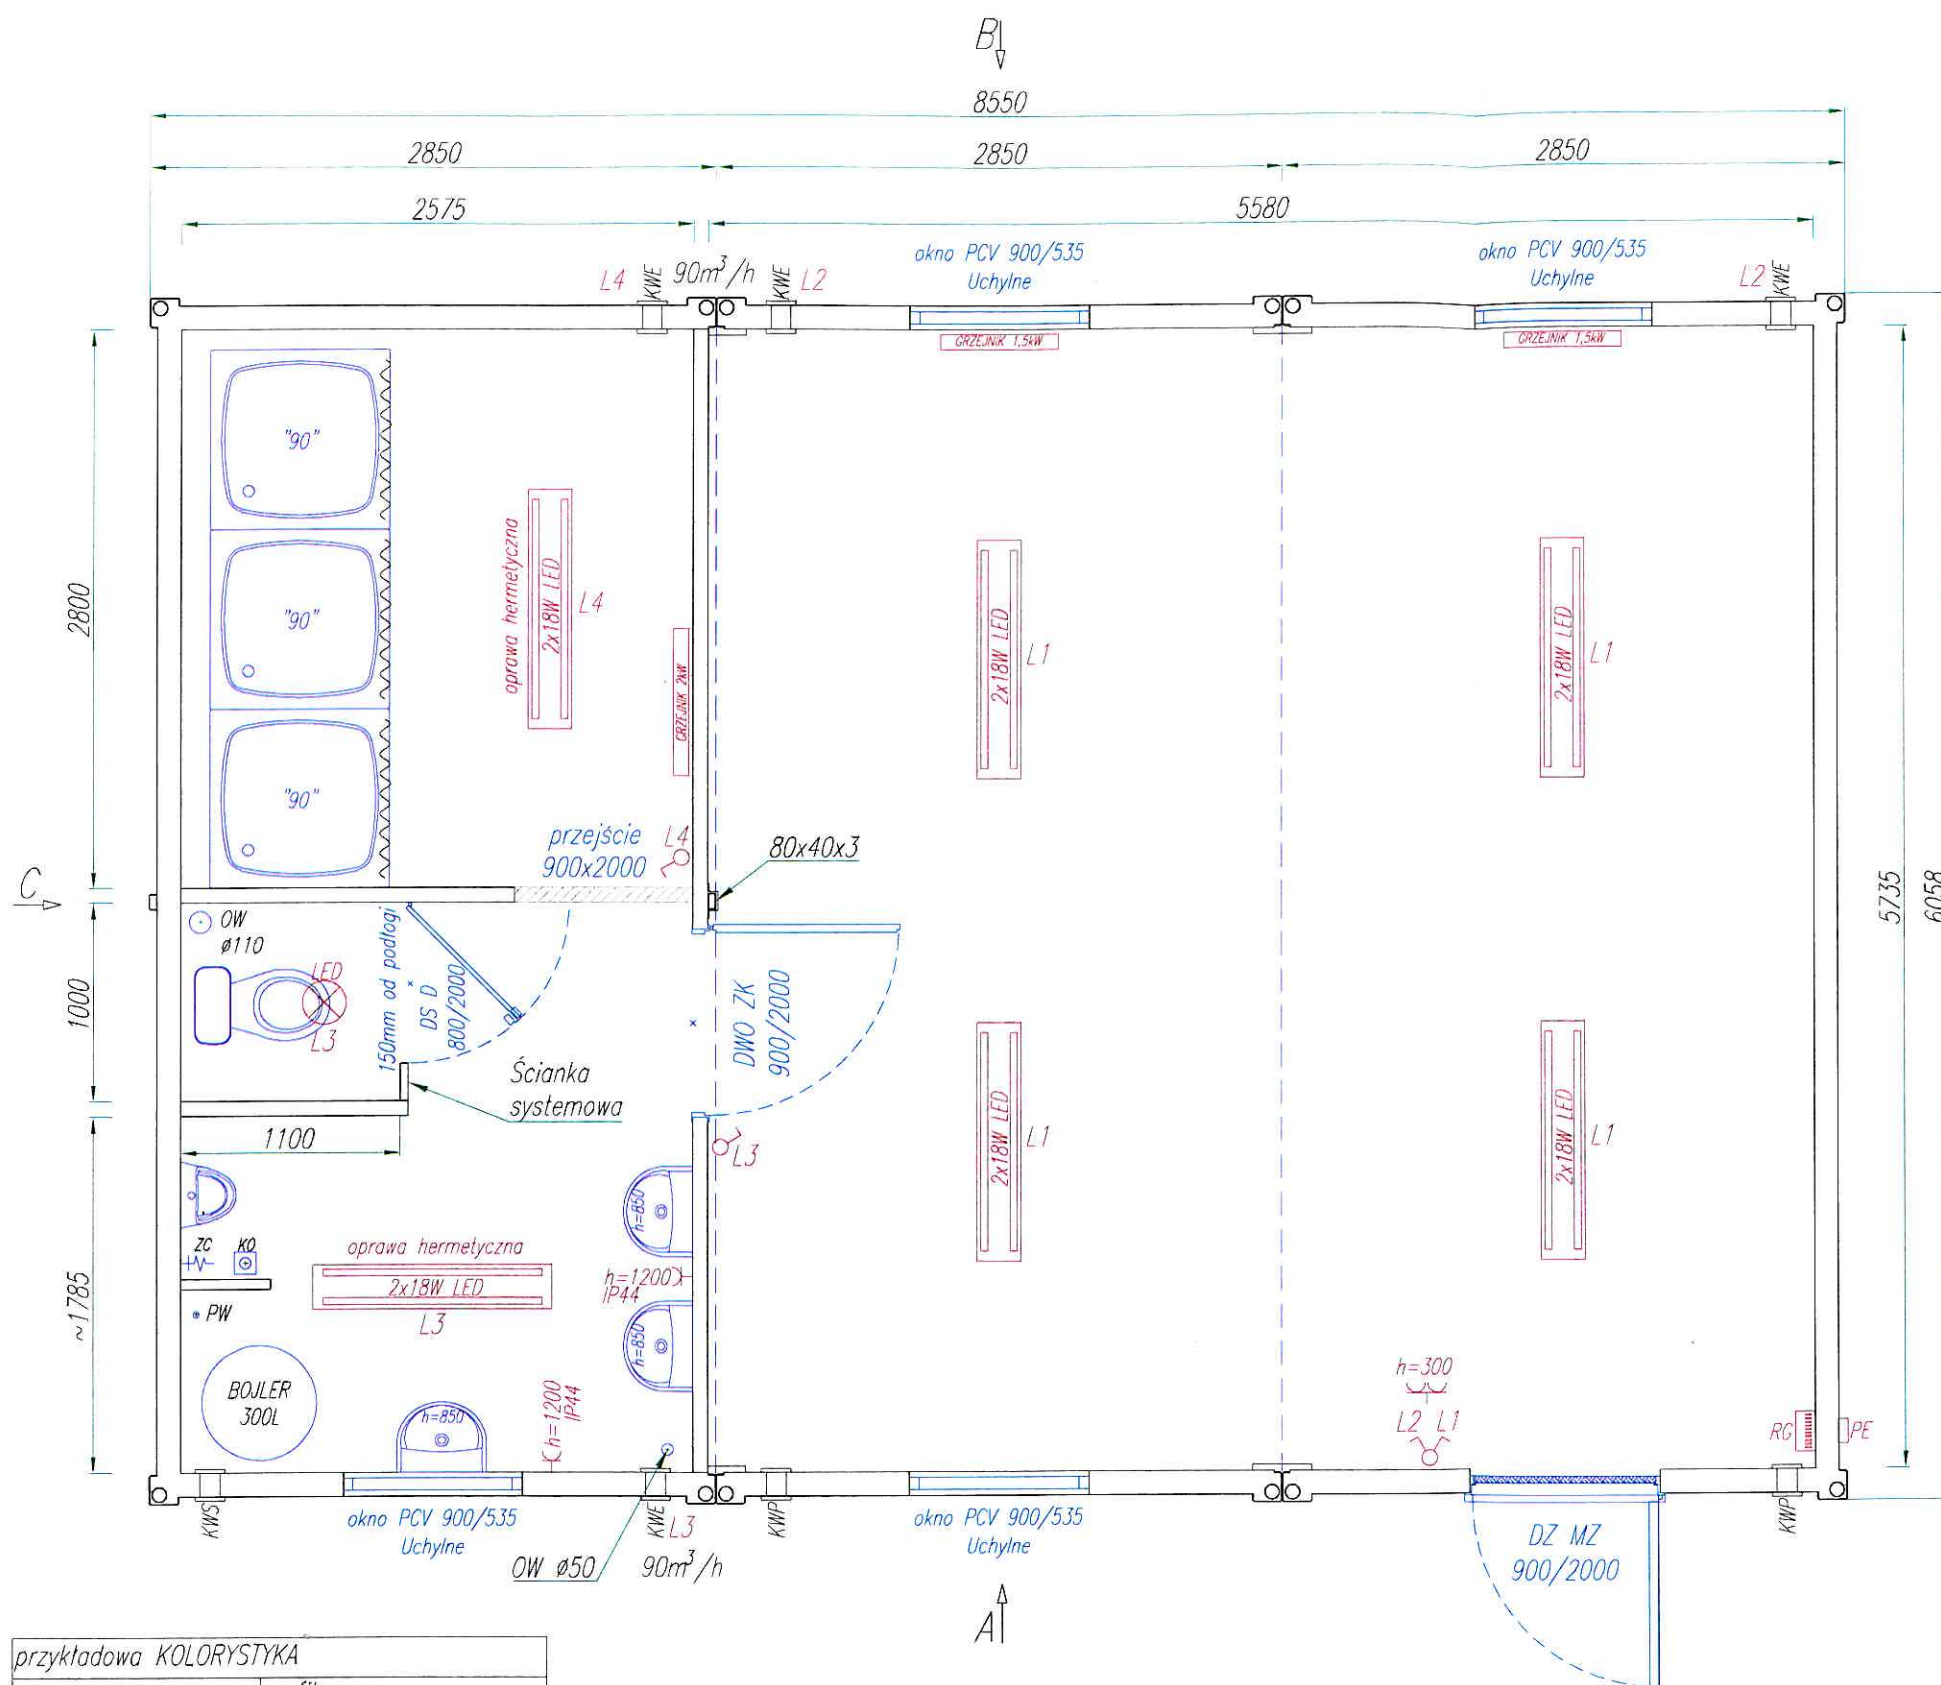 B
8550
2850
2850
2850
2575
5580
okno PCV 900/535
Uchylne
okno PCV 900/535
Uchylne
L4
KWE
90m³/h
KWE
L2
L2
KWE
GRZEJNIK 1,5kW
GRZEJNIK 1,5kW
"90"
"90"
"90"
oprawa hermetyczna
2x18W LED
L4
GRZEJNIK 2kW
2x18W LED
L1
2x18W LED
L1
2800
przejście
900x2000
L4
80x40x3
C
5735
6058
OW
ø110
LED
L3
150mm od podłogi
DS D
800/2000
DWO ZK
900/2000
1000
Ścianka
systemowa
1100
L3
2x18W LED
L1
2x18W LED
L1
h=850
ZC
KO
oprawa hermetyczna
2x18W LED
L3
h=1200
IP44
~1785
PW
h=850
BOJLER
300L
h=850
h=1200
IP44
h=300
L2 L1
RG
PE
KWS
okno PCV 900/535
Uchylne
KWE
L3
OW ø50
90m³/h
KWP
okno PCV 900/535
Uchylne
DZ MZ
900/2000
KWP
A
przykładowa KOLORYSTYKA